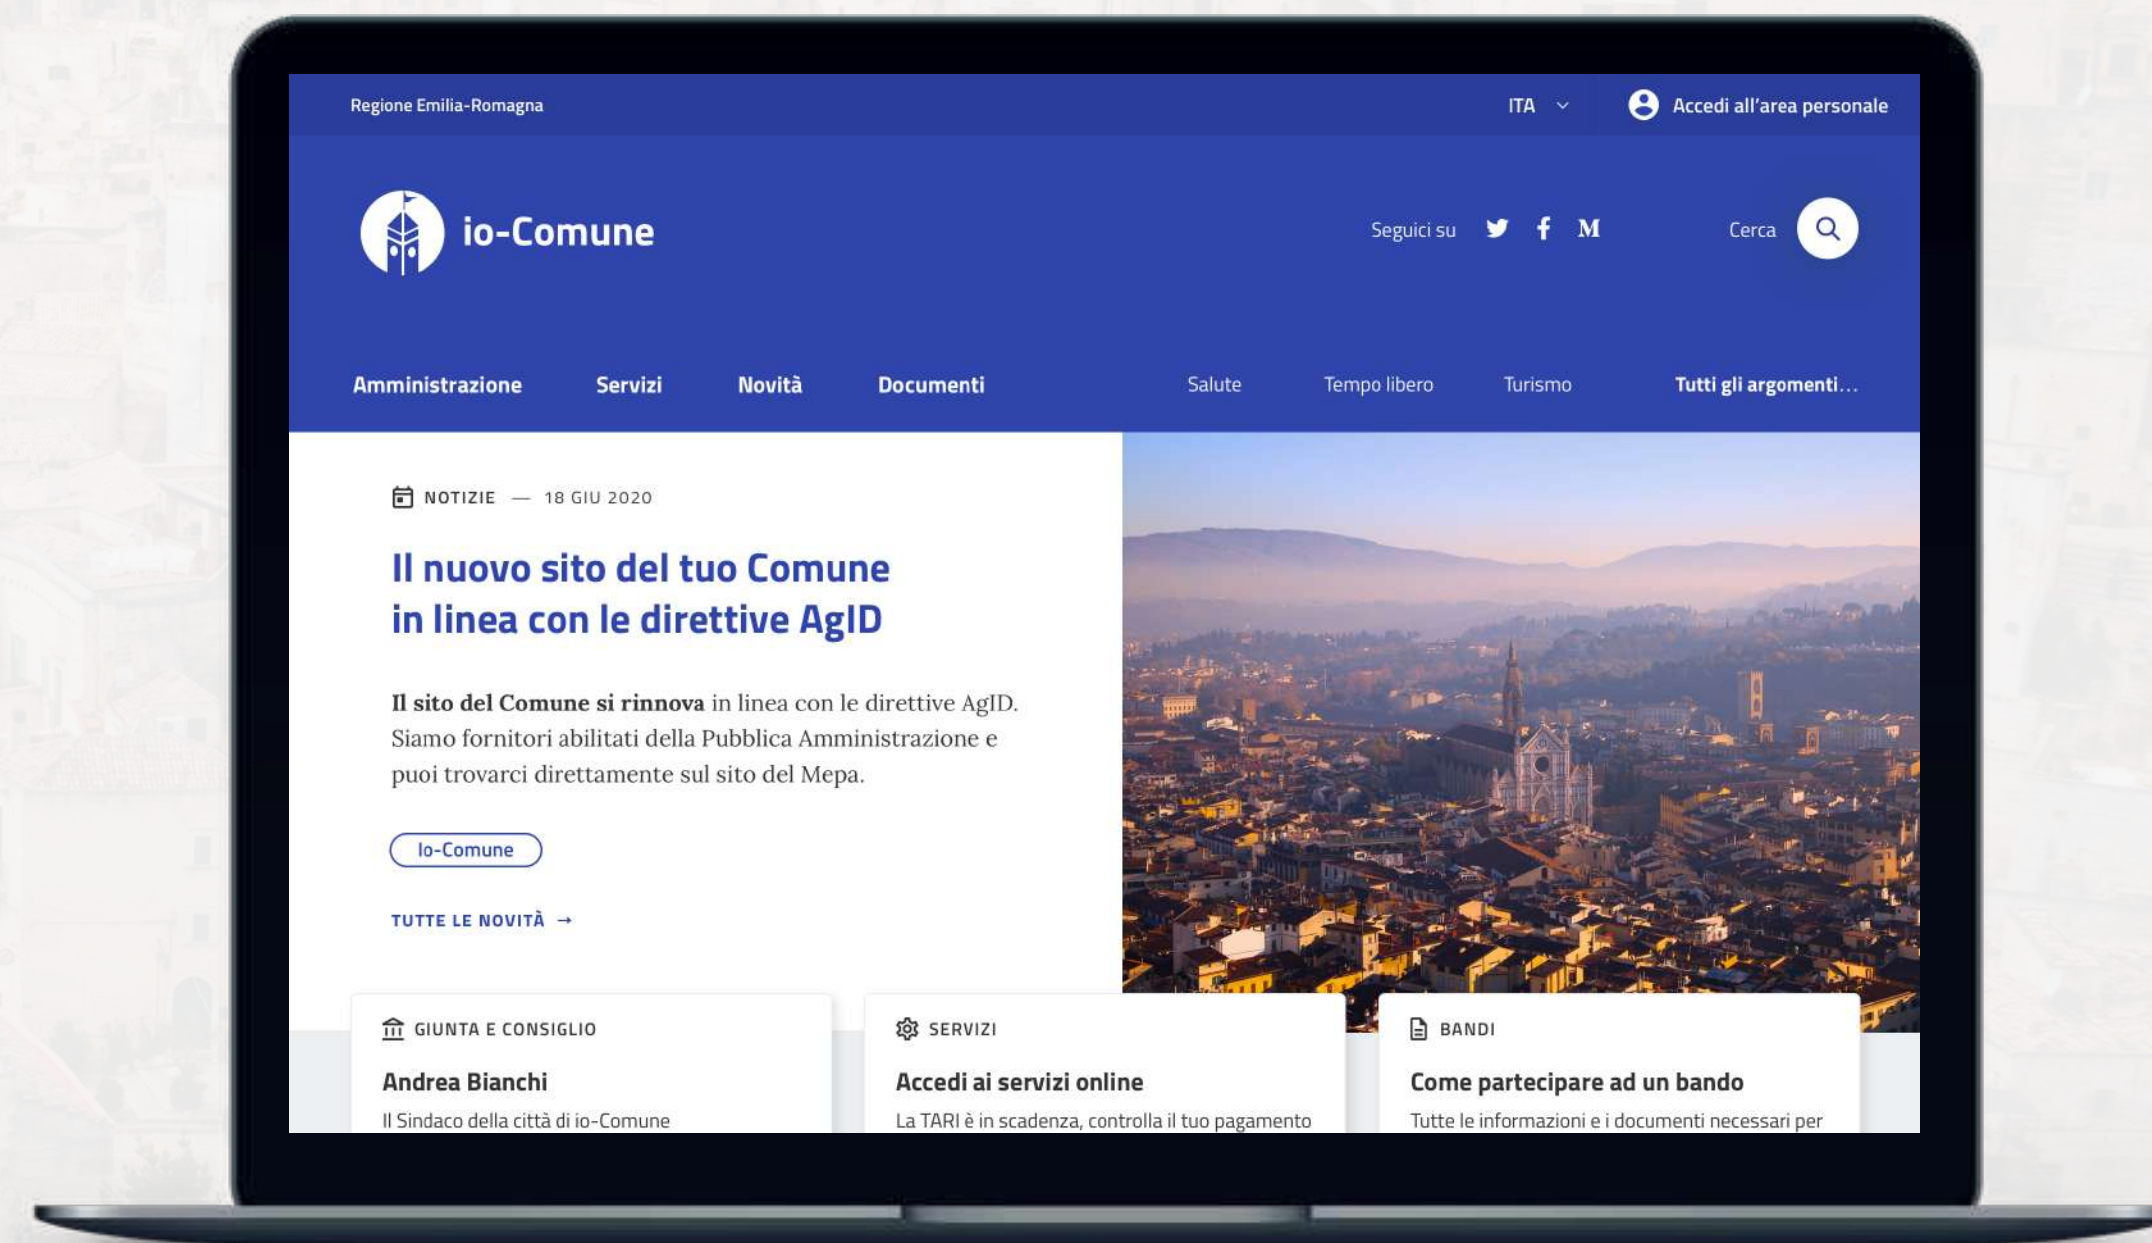 Regione Emilia-Romagna
ITA
Accedi all'area personale
io-Comune
Seguici su
Cerca
Amministrazione
Servizi
Novità
Documenti
Salute
Tempo libero
Turismo
Tutti gli argomenti...
NOTIZIE — 18 GIU 2020
Il nuovo sito del tuo Comune
in linea con le direttive AgID
Il sito del Comune si rinnova in linea con le direttive AgID.
Siamo fornitori abilitati della Pubblica Amministrazione e
puoi trovarci direttamente sul sito del Mepa.
Io-Comune
TUTTE LE NOVITÀ →
GIUNTA E CONSIGLIO
Andrea Bianchi
Il Sindaco della città di io-Comune
SERVIZI
Accedi ai servizi online
La TARI è in scadenza, controlla il tuo pagamento
BANDI
Come partecipare ad un bando
Tutte le informazioni e i documenti necessari per